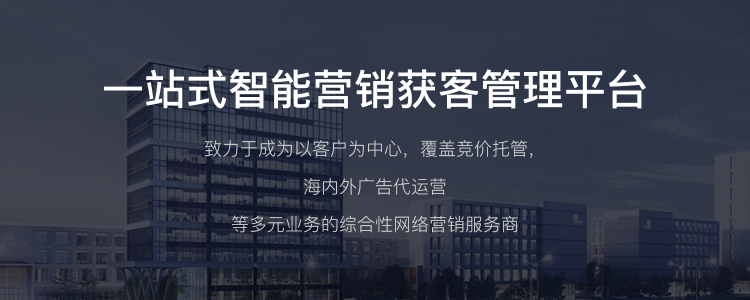 一站式智能营销获客管理平台
致力于成为以客户为中心，覆盖竞价托管，
海内外广告代运营
等多元业务的综合性网络营销服务商